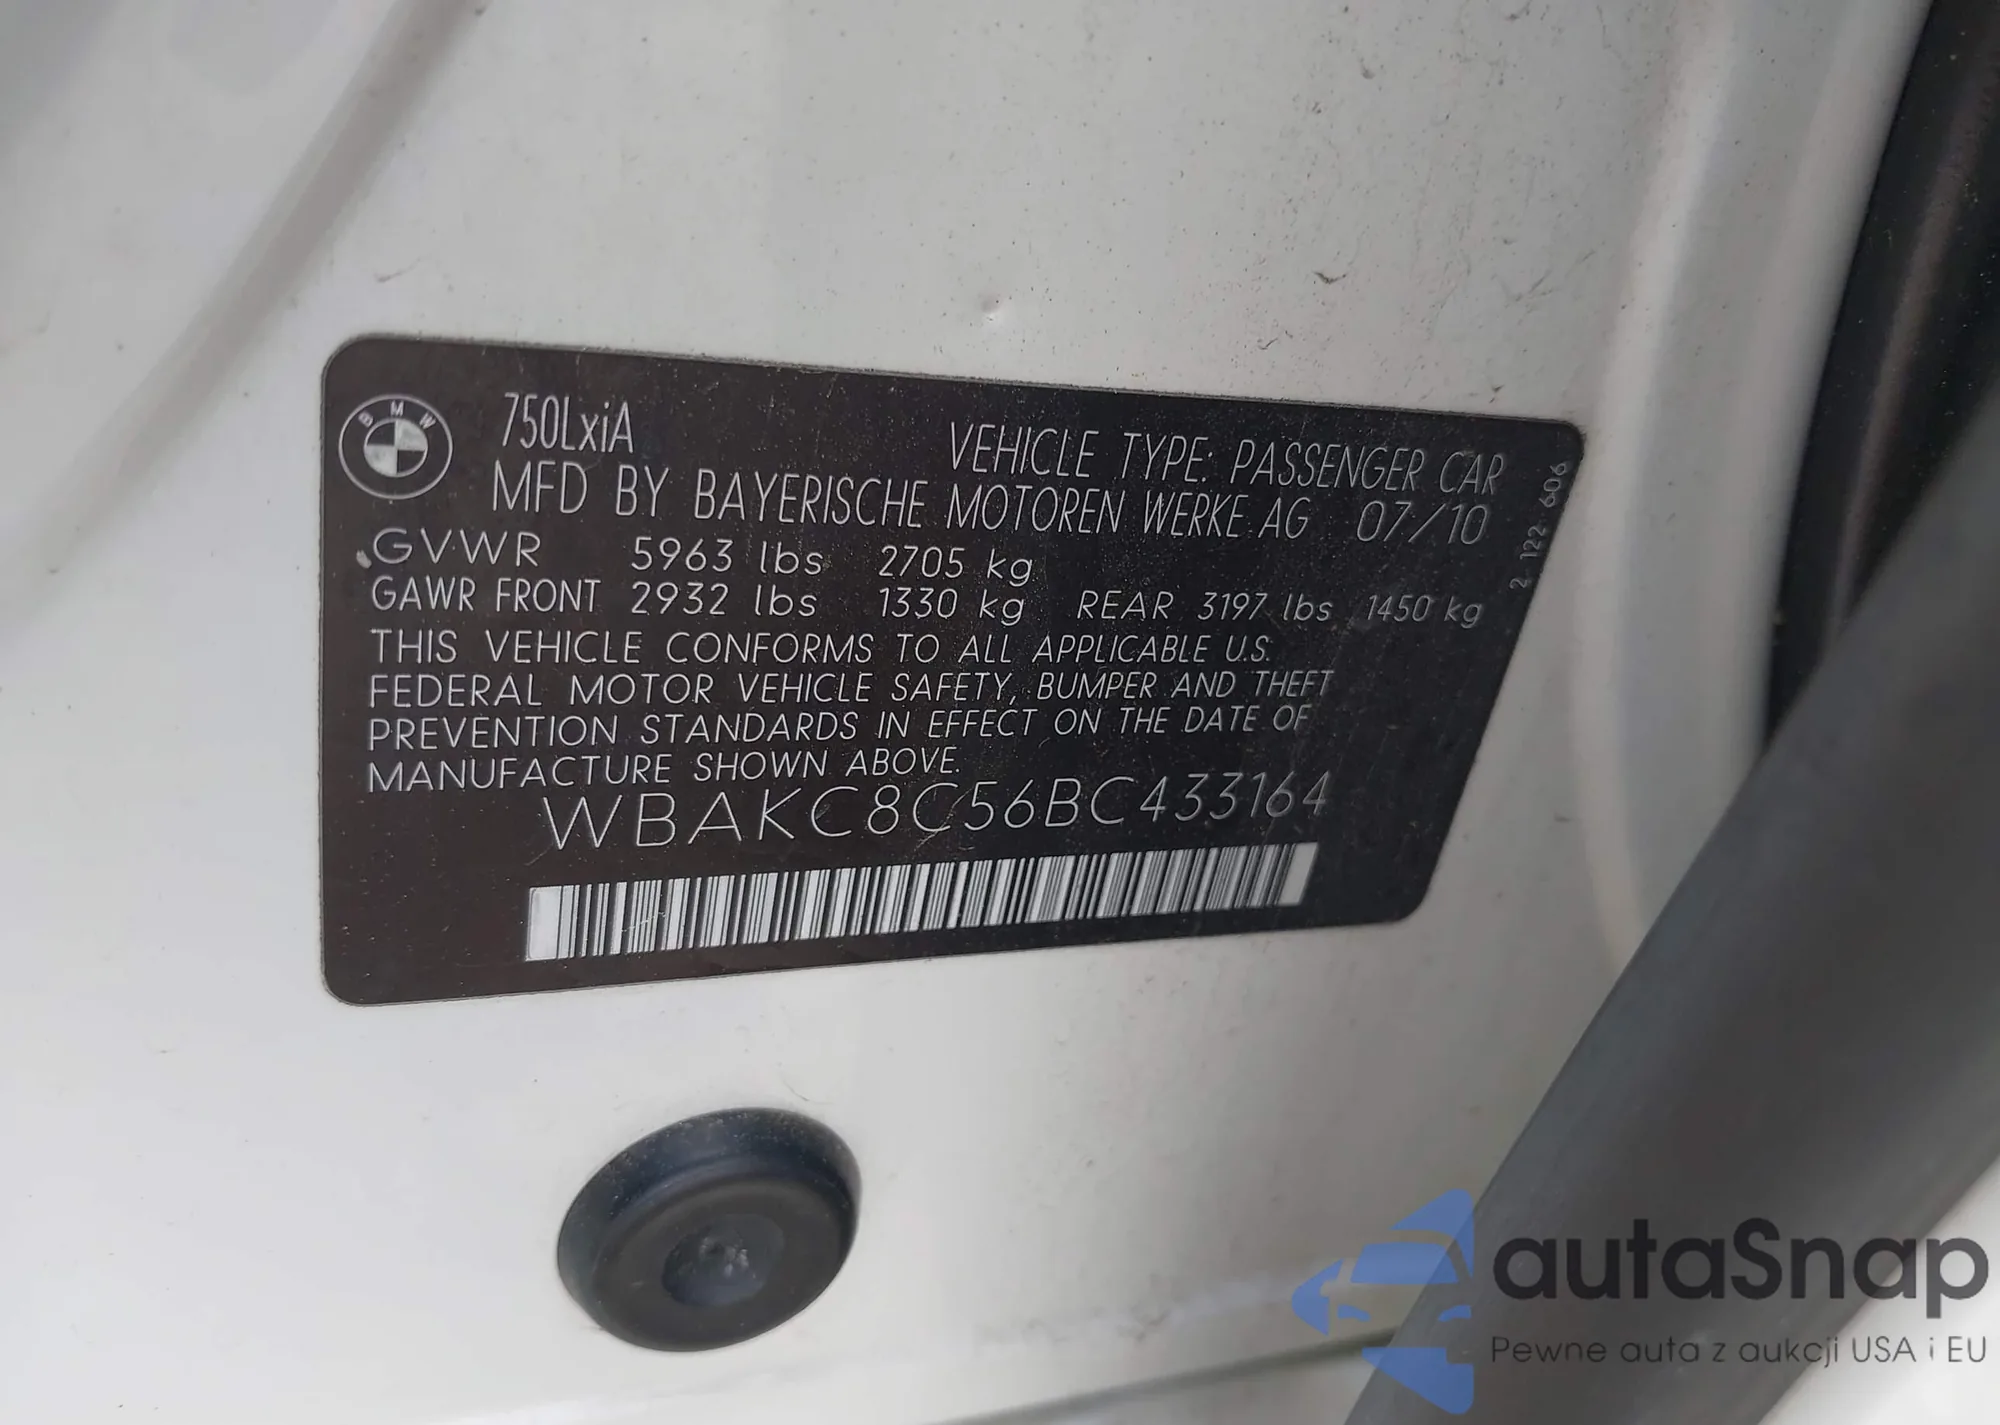 BMW
750LxiA
VEHICLE TYPE: PASSENGER CAR
MFD BY BAYERISCHE MOTOREN WERKE AG 07/10
GVWR 5963 lbs 2705 kg
GAWR FRONT 2932 lbs 1330 kg REAR 3197 lbs 1450 kg
THIS VEHICLE CONFORMS TO ALL APPLICABLE U.S.
FEDERAL MOTOR VEHICLE SAFETY, BUMPER AND THEFT
PREVENTION STANDARDS IN EFFECT ON THE DATE OF
MANUFACTURE SHOWN ABOVE.
WBAKC8C56BC433164
2 122 606
autaSnap
Pewne auta z aukcji USA i EU